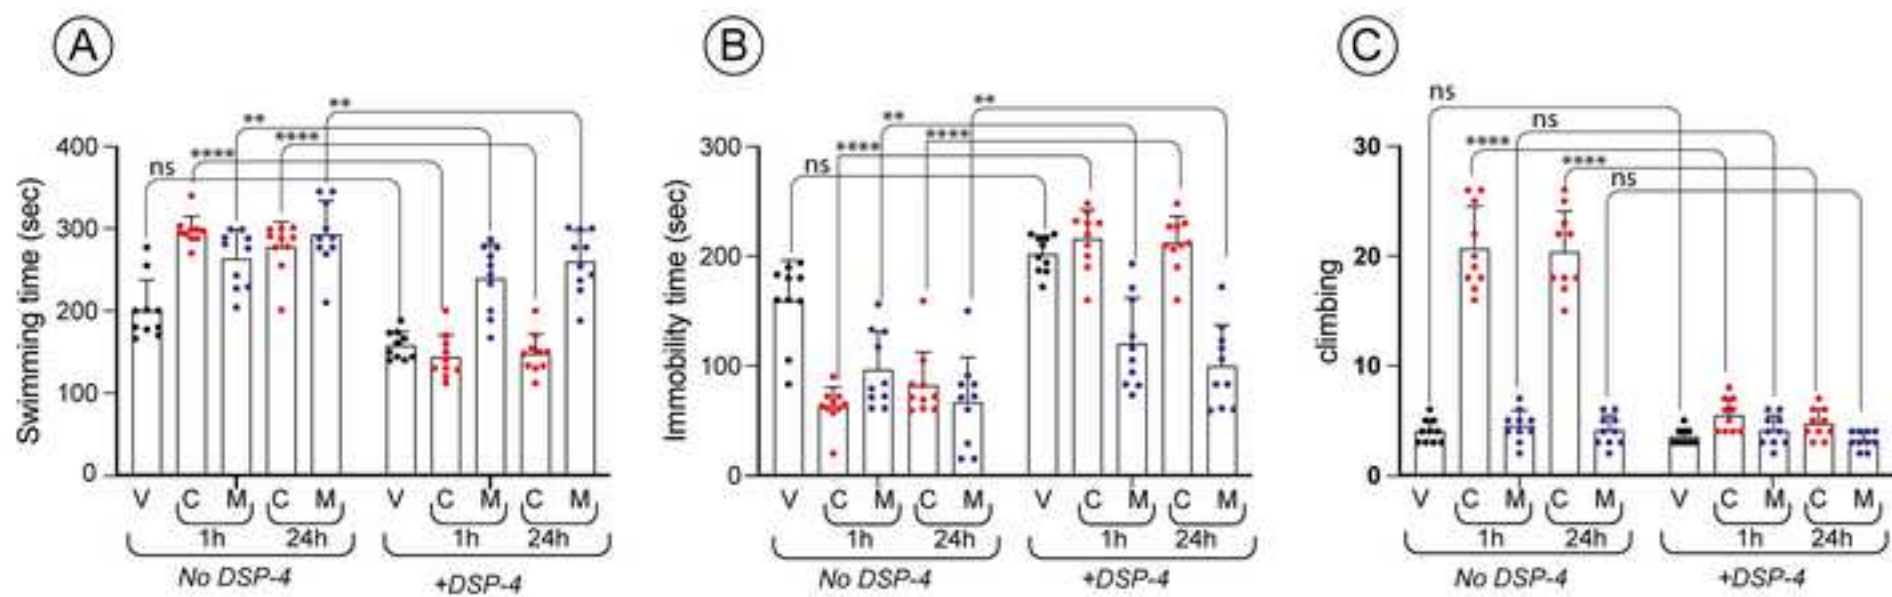 A
B
C
Swimming time (sec)
400
300
200
100
0
ns
****
**
****
**
V C M C M V C M C M
1h 24h 1h 24h
No DSP-4 +DSP-4
Immobility time (sec)
300
200
100
0
ns
****
**
****
**
V C M C M V C M C M
1h 24h 1h 24h
No DSP-4 +DSP-4
climbing
30
20
10
0
ns
****
ns
****
ns
V C M C M V C M C M
1h 24h 1h 24h
No DSP-4 +DSP-4